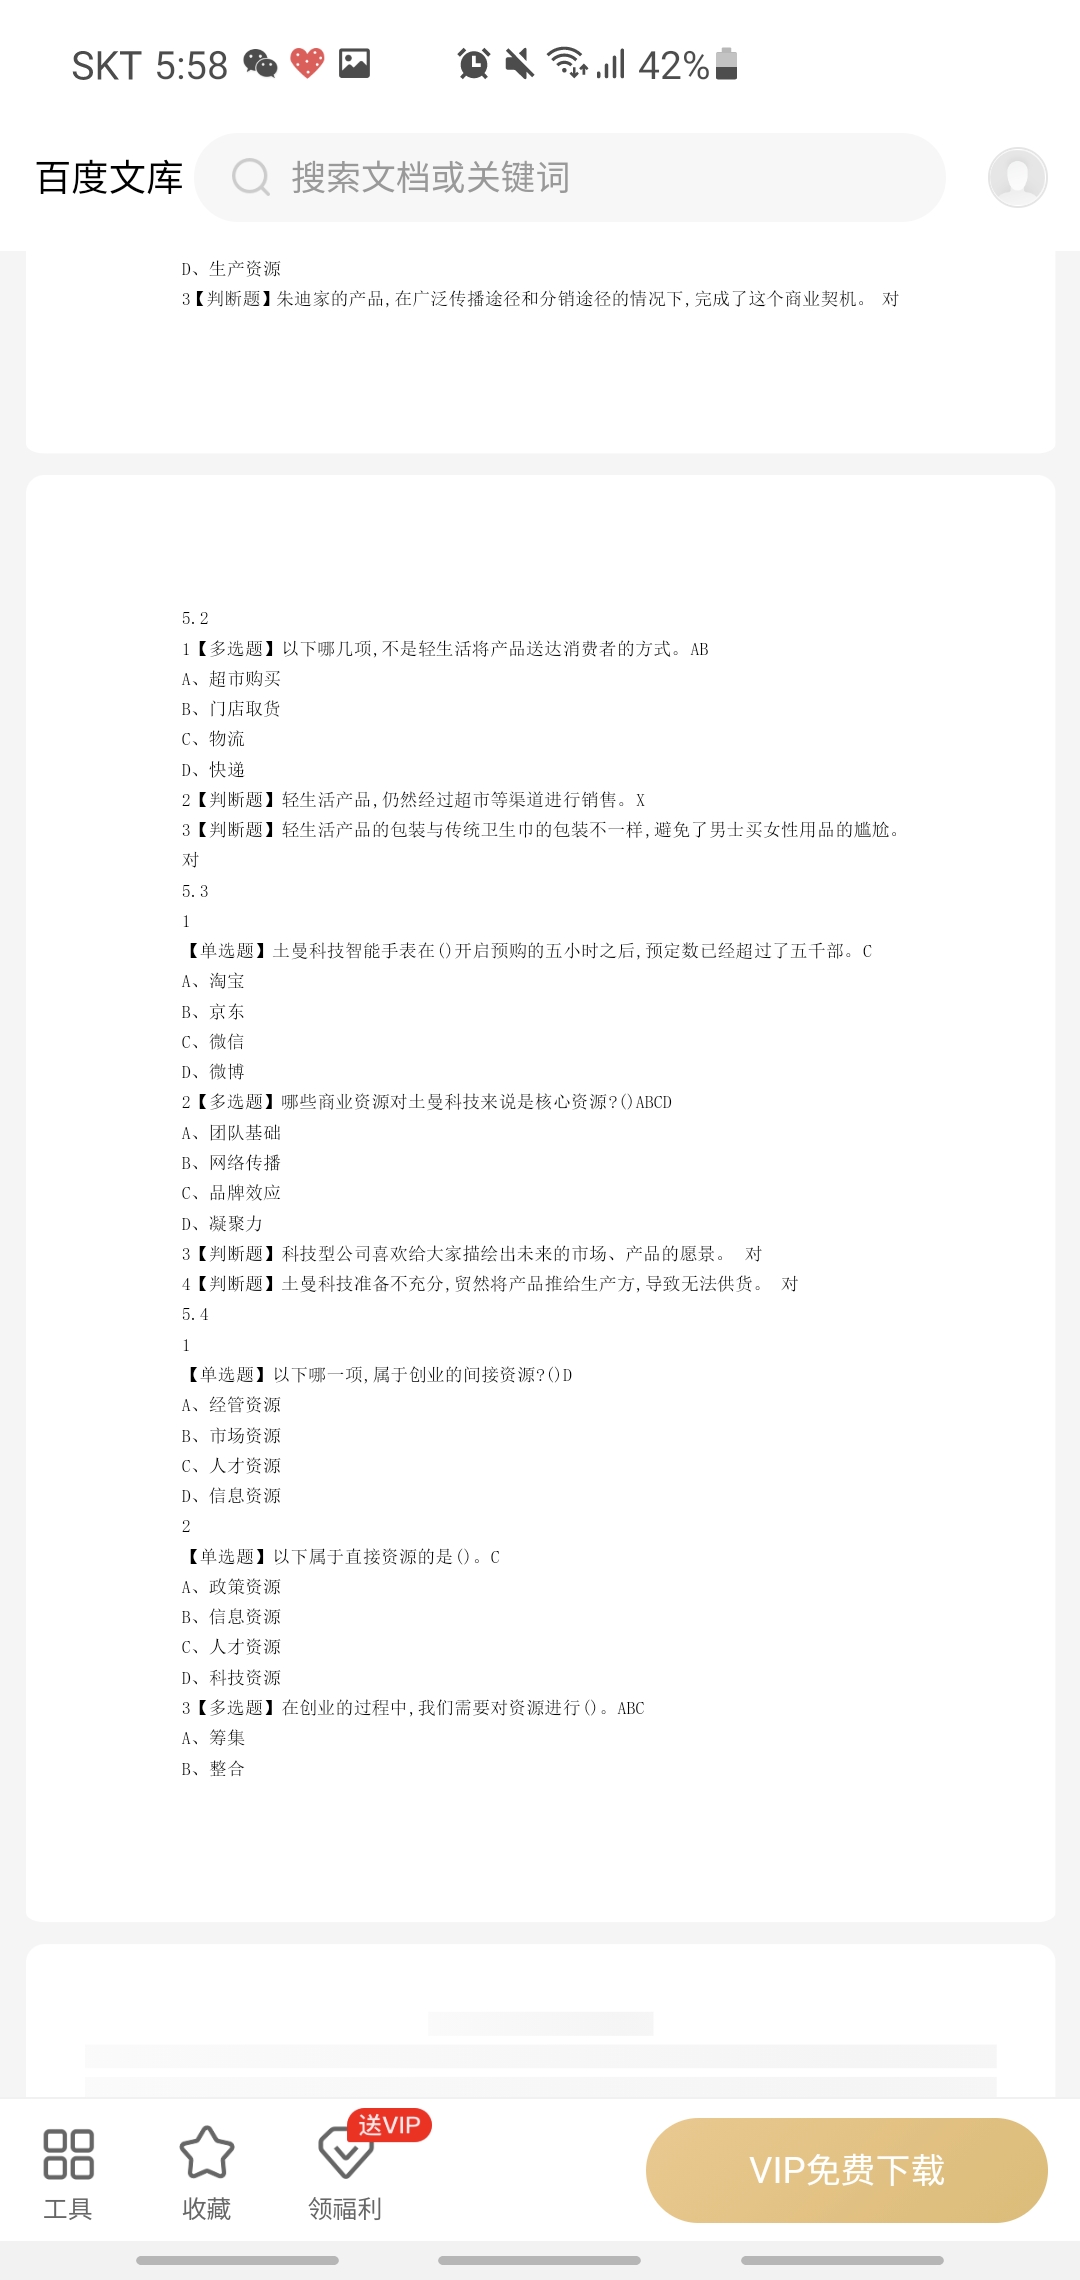 SKT 5:58 42%
百度文库 搜索文档或关键词
D、生产资源
3【判断题】朱迪家的产品,在广泛传播途径和分销途径的情况下,完成了这个商业契机。 对
5.2
1【多选题】以下哪几项,不是轻生活将产品送达消费者的方式。AB
A、超市购买
B、门店取货
C、物流
D、快递
2【判断题】轻生活产品,仍然经过超市等渠道进行销售。X
3【判断题】轻生活产品的包装与传统卫生巾的包装不一样,避免了男士买女性用品的尴尬。
对
5.3
1
【单选题】土曼科技智能手表在()开启预购的五小时之后,预定数已经超过了五千部。C
A、淘宝
B、京东
C、微信
D、微博
2【多选题】哪些商业资源对土曼科技来说是核心资源?()ABCD
A、团队基础
B、网络传播
C、品牌效应
D、凝聚力
3【判断题】科技型公司喜欢给大家描绘出未来的市场、产品的愿景。 对
4【判断题】土曼科技准备不充分,贸然将产品推给生产方,导致无法供货。 对
5.4
1
【单选题】以下哪一项,属于创业的间接资源?()D
A、经管资源
B、市场资源
C、人才资源
D、信息资源
2
【单选题】以下属于直接资源的是()。C
A、政策资源
B、信息资源
C、人才资源
D、科技资源
3【多选题】在创业的过程中,我们需要对资源进行()。ABC
A、筹集
B、整合
送VIP
工具 收藏 领福利 VIP免费下载